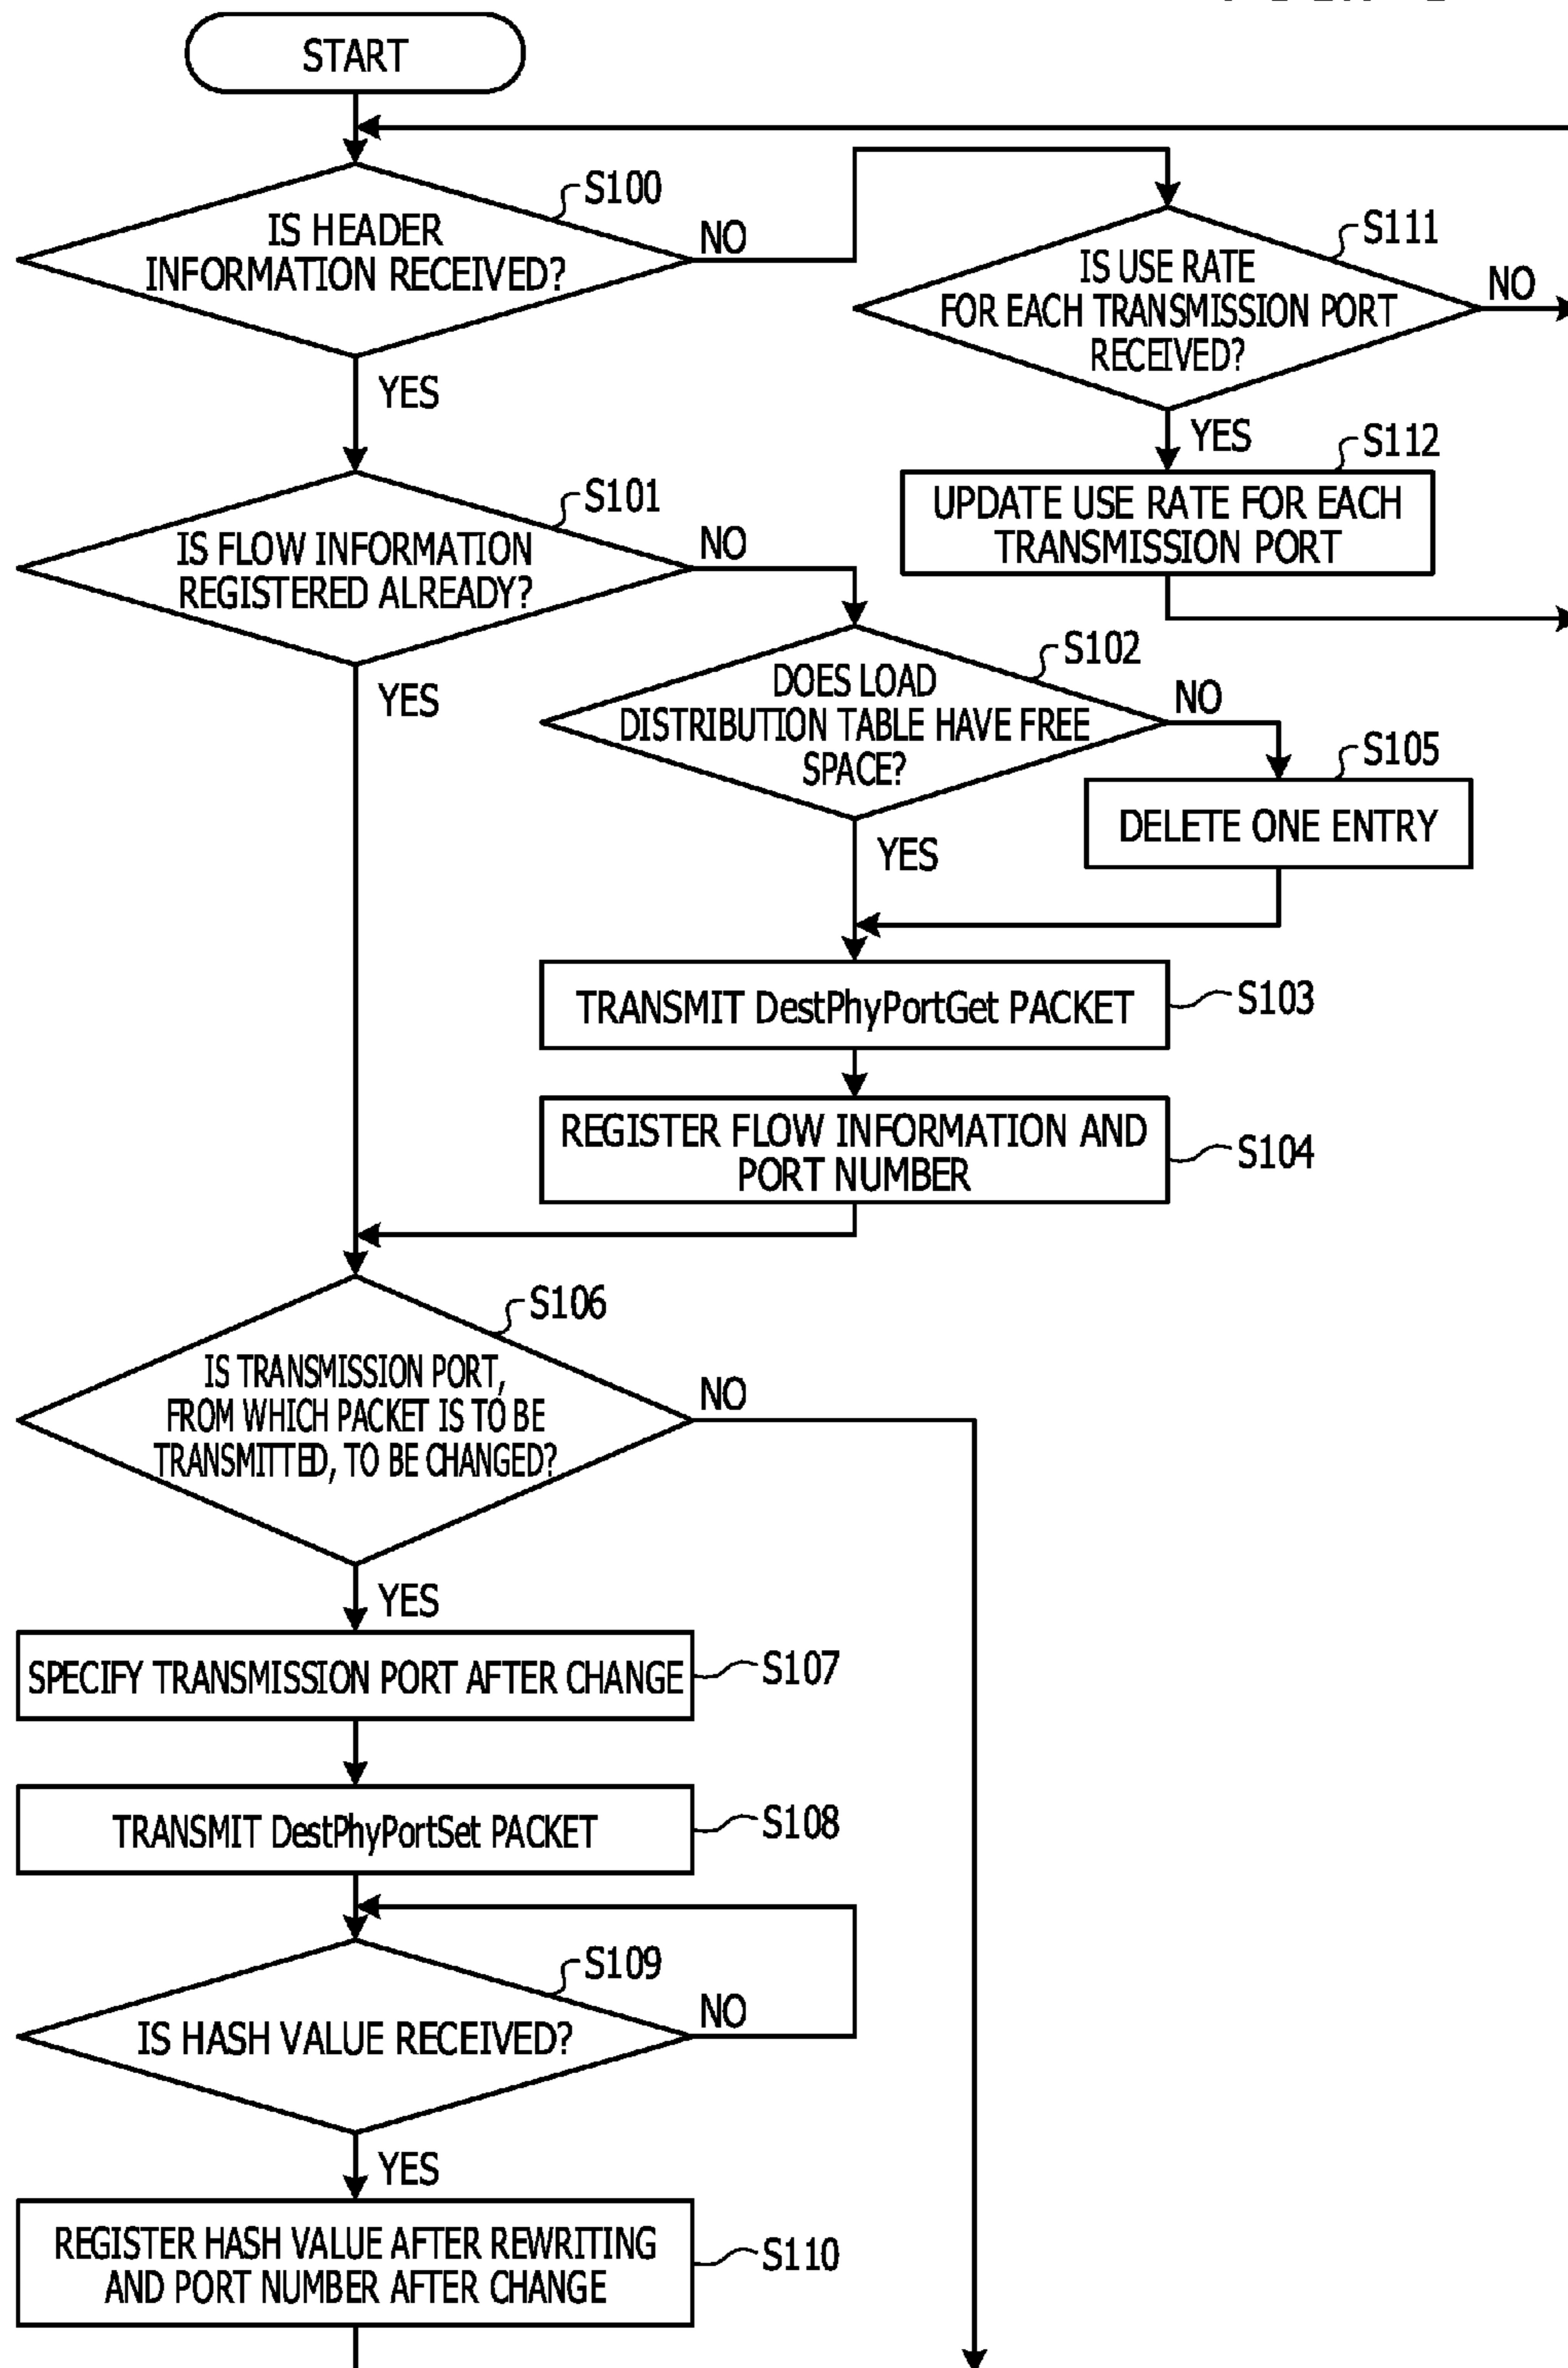 START
S100
IS HEADER
INFORMATION RECEIVED?
NO
YES
S111
IS USE RATE
FOR EACH TRANSMISSION PORT
RECEIVED?
NO
YES
S112
UPDATE USE RATE FOR EACH
TRANSMISSION PORT
S101
IS FLOW INFORMATION
REGISTERED ALREADY?
NO
YES
S102
DOES LOAD
DISTRIBUTION TABLE HAVE FREE
SPACE?
NO
YES
S105
DELETE ONE ENTRY
TRANSMIT DestPhyPortGet PACKET
S103
REGISTER FLOW INFORMATION AND
PORT NUMBER
S104
S106
IS TRANSMISSION PORT,
FROM WHICH PACKET IS TO BE
TRANSMITTED, TO BE CHANGED?
NO
YES
SPECIFY TRANSMISSION PORT AFTER CHANGE
S107
TRANSMIT DestPhyPortSet PACKET
S108
S109
IS HASH VALUE RECEIVED?
NO
YES
REGISTER HASH VALUE AFTER REWRITING
AND PORT NUMBER AFTER CHANGE
S110